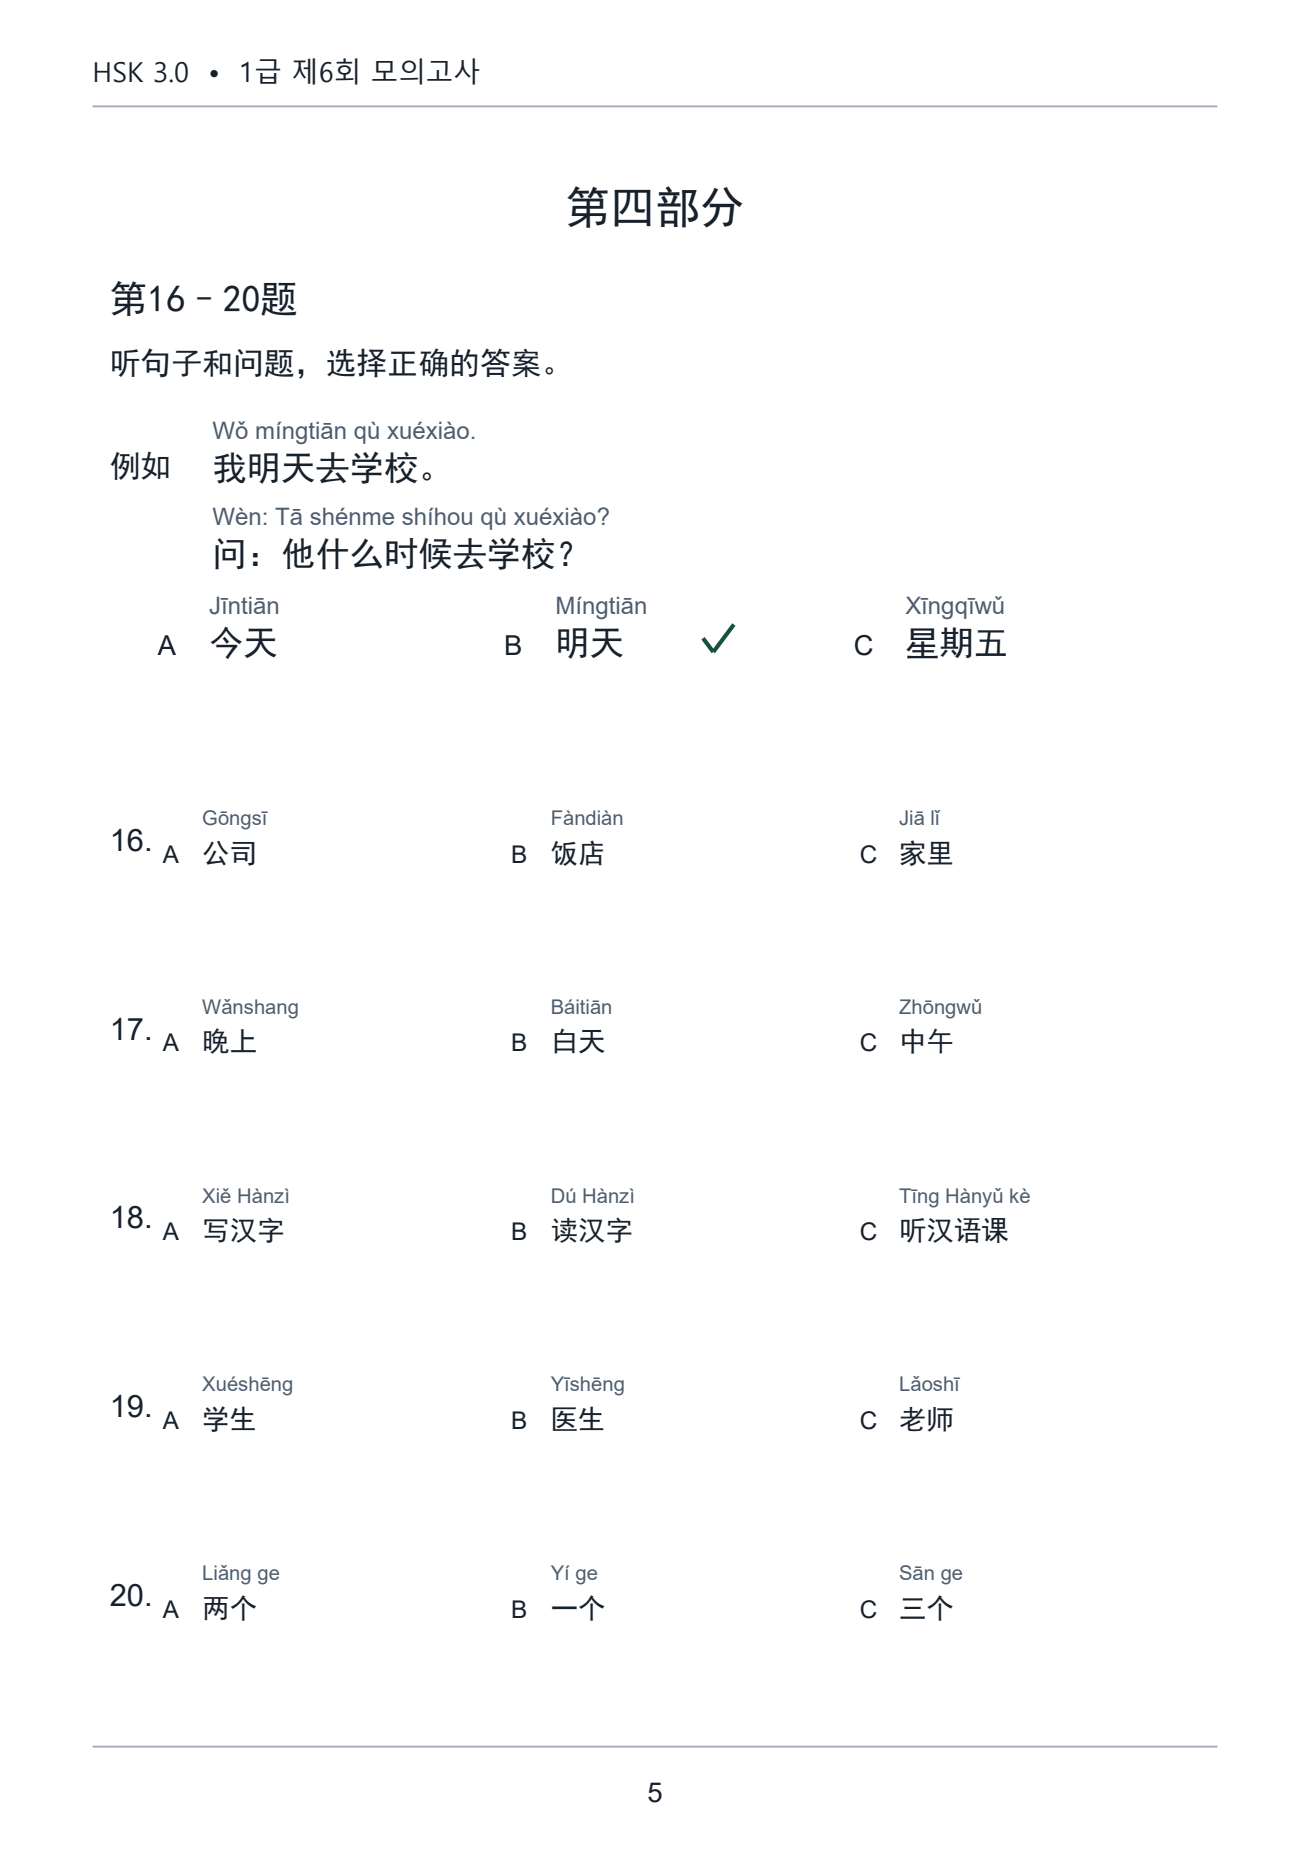 HSK 3.0 • 1급 제6회 모의고사
第四部分
第16－20题
听句子和问题，选择正确的答案。
Wǒ míngtiān qù xuéxiào.
例如 我明天去学校。
Wèn: Tā shénme shíhou qù xuéxiào?
问：他什么时候去学校？
Jīntiān Míngtiān Xīngqīwǔ
A 今天 B 明天 ✓ C 星期五
Gōngsī Fàndiàn Jiā lǐ
16. A 公司 B 饭店 C 家里
Wǎnshang Báitiān Zhōngwǔ
17. A 晚上 B 白天 C 中午
Xiě Hànzì Dú Hànzì Tīng Hànyǔ kè
18. A 写汉字 B 读汉字 C 听汉语课
Xuéshēng Yīshēng Lǎoshī
19. A 学生 B 医生 C 老师
Liǎng ge Yí ge Sān ge
20. A 两个 B 一个 C 三个
5